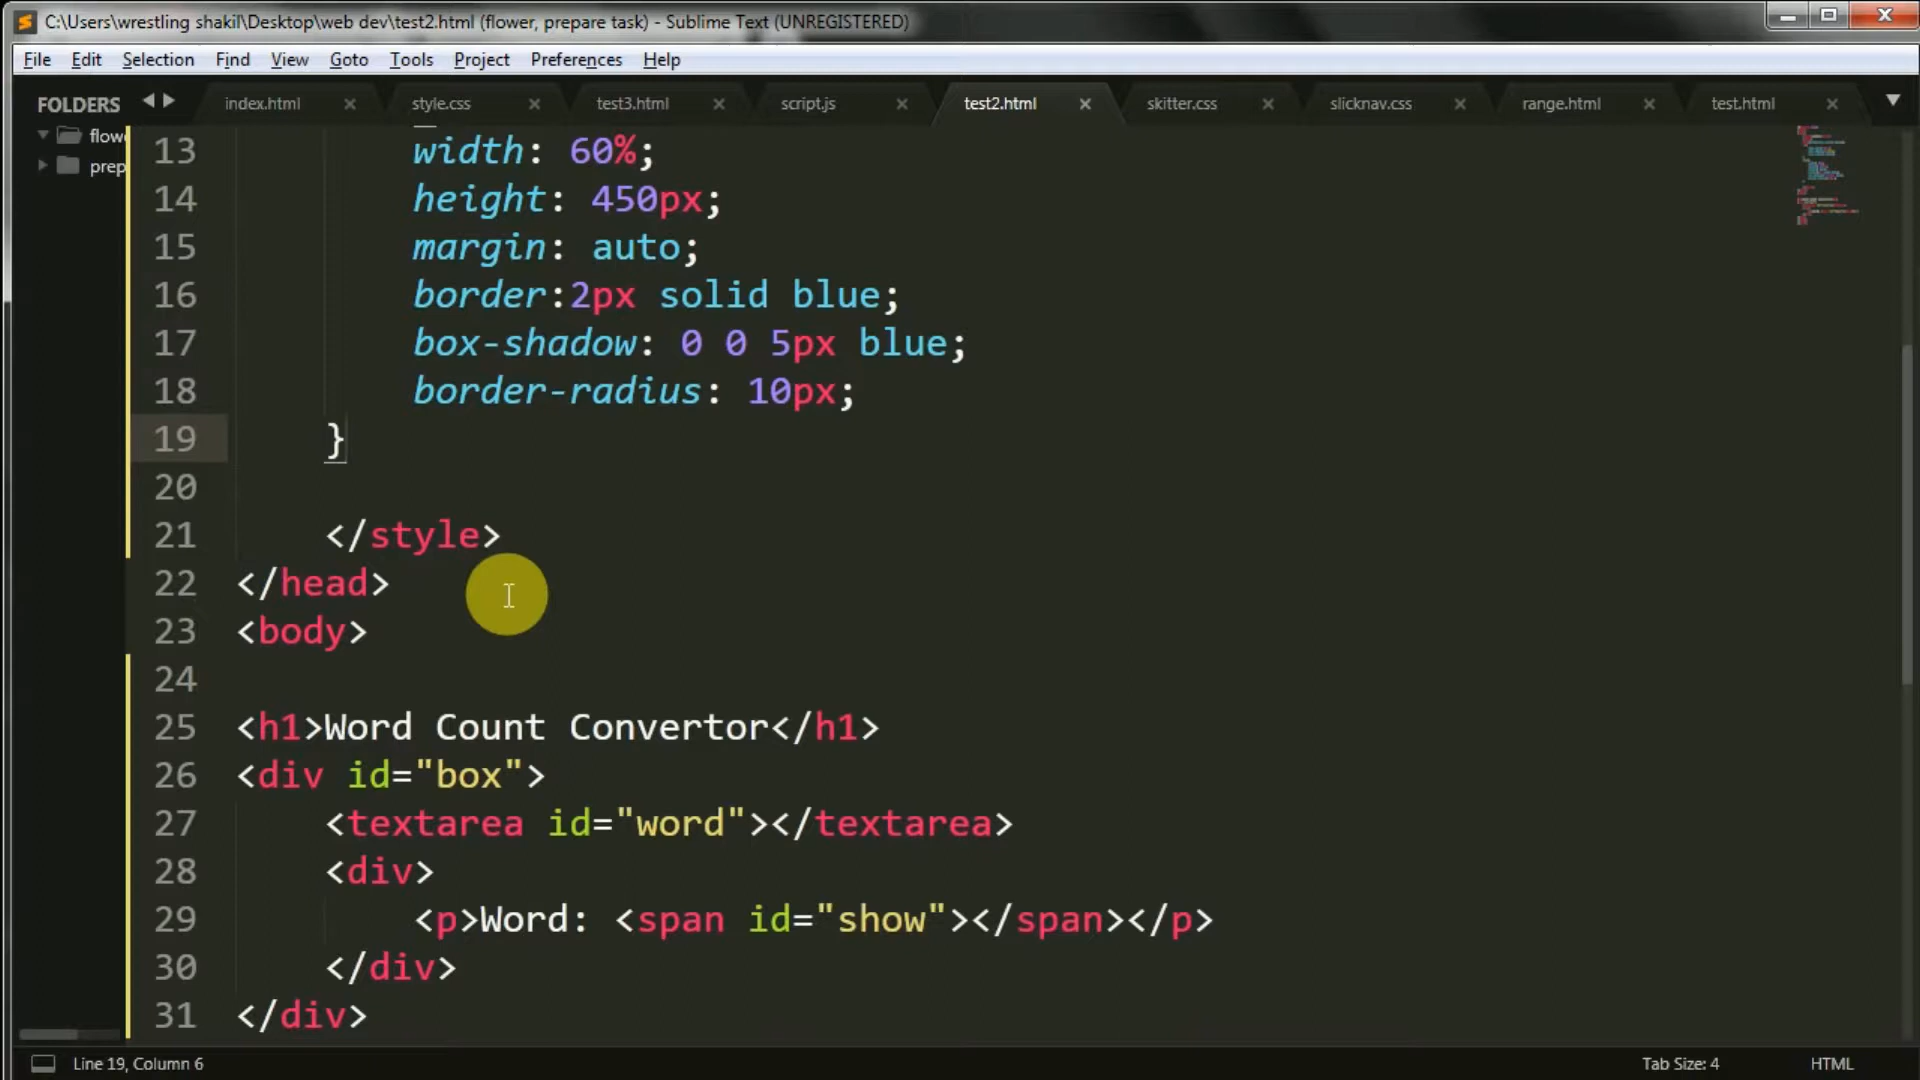 C:\Users\wrestling shakil\Desktop\web dev\test2.html (flower, prepare task) - Sublime Text (UNREGISTERED)
File Edit Selection Find View Goto Tools Project Preferences Help
FOLDERS index.html style.css test3.html script.js test2.html skitter.css slicknav.css range.html test.html
flowe
prep
13 width: 60%;
14 height: 450px;
15 margin: auto;
16 border:2px solid blue;
17 box-shadow: 0 0 5px blue;
18 border-radius: 10px;
19 }
20
21 </style>
22 </head>
23 <body>
24
25 <h1>Word Count Convertor</h1>
26 <div id="box">
27 <textarea id="word"></textarea>
28 <div>
29 <p>Word: <span id="show"></span></p>
30 </div>
31 </div>
Line 19, Column 6 Tab Size: 4 HTML